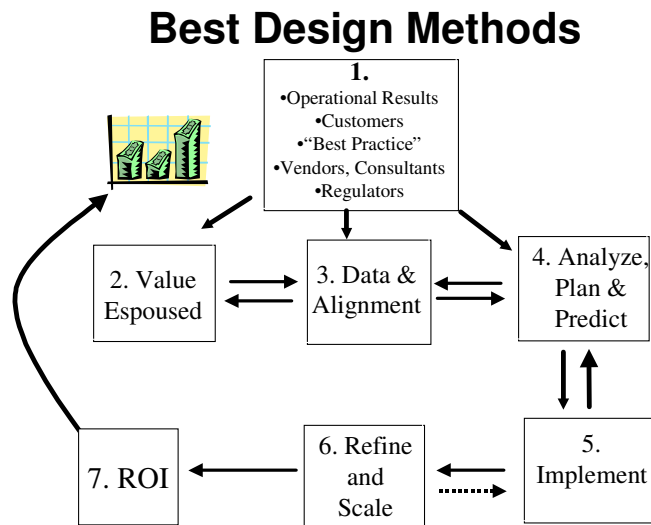 Best Design Methods
1.
•Operational Results
•Customers
•“Best Practice”
•Vendors, Consultants
•Regulators
2. Value
Espoused
3. Data &
Alignment
4. Analyze,
Plan &
Predict
7. ROI
6. Refine
and
Scale
5.
Implement